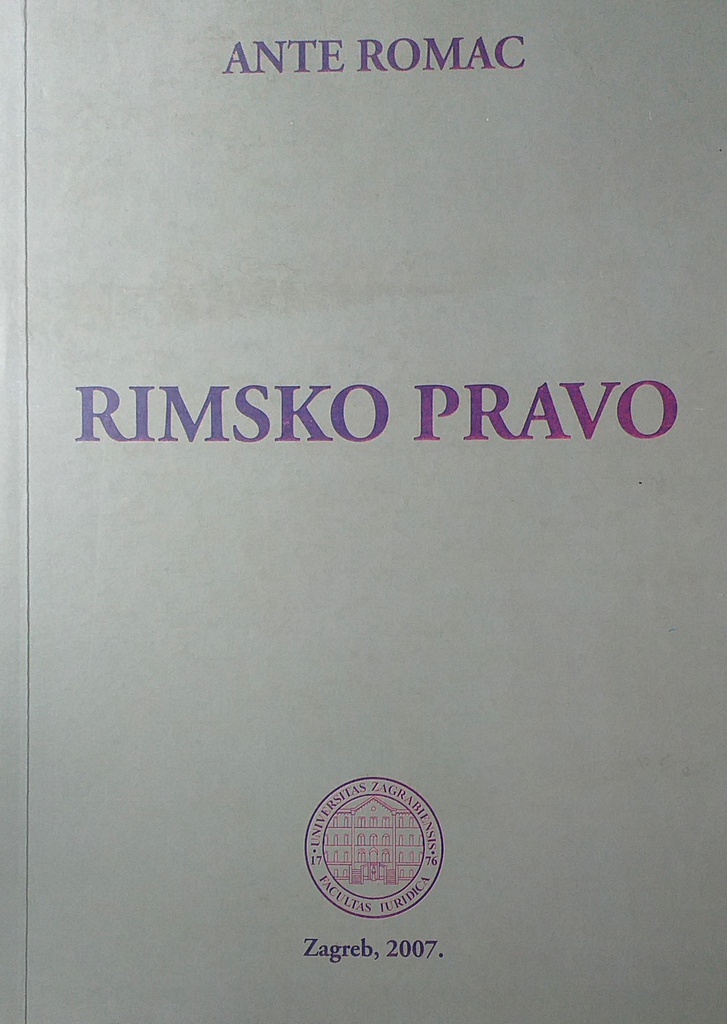 ANTE ROMAC
RIMSKO PRAVO
· UNIVERSITAS ZAGRABIENSIS ·
17 76
FACULTAS IURIDICA
Zagreb, 2007.